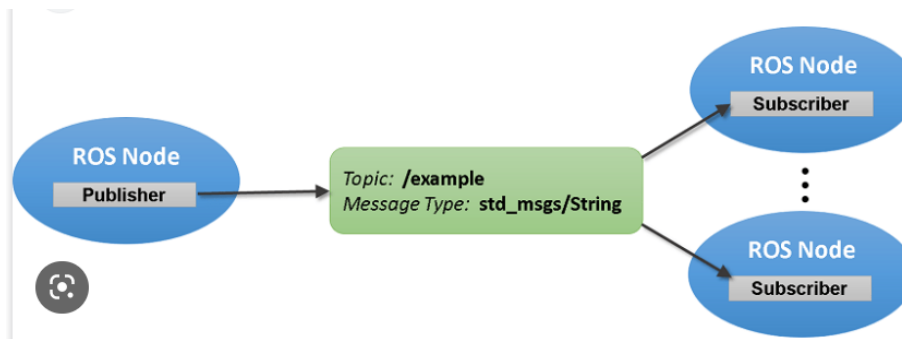 ROS Node
Publisher
Topic: /example
Message Type: std_msgs/String
ROS Node
Subscriber
ROS Node
Subscriber